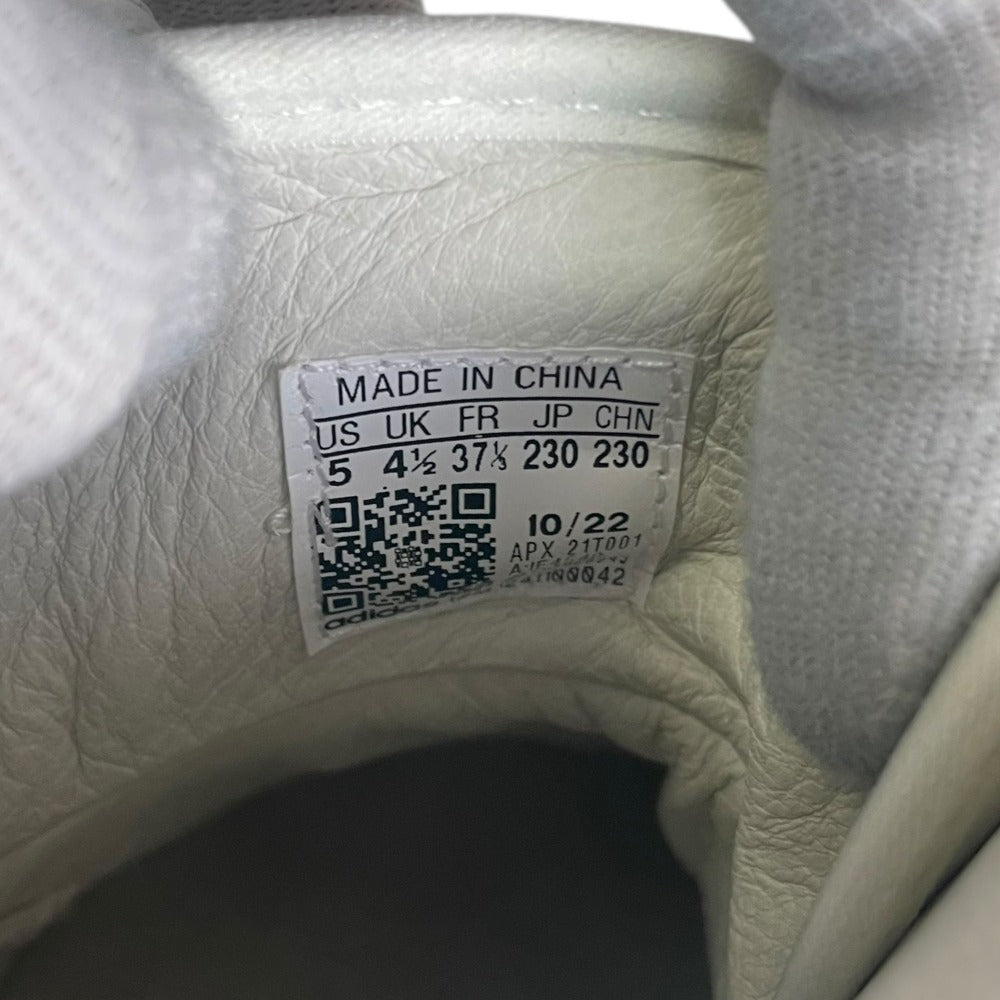 MADE IN CHINA
US UK FR JP CHN
5 4½ 37⅓ 230 230
10/22
APX 21T001
adidas